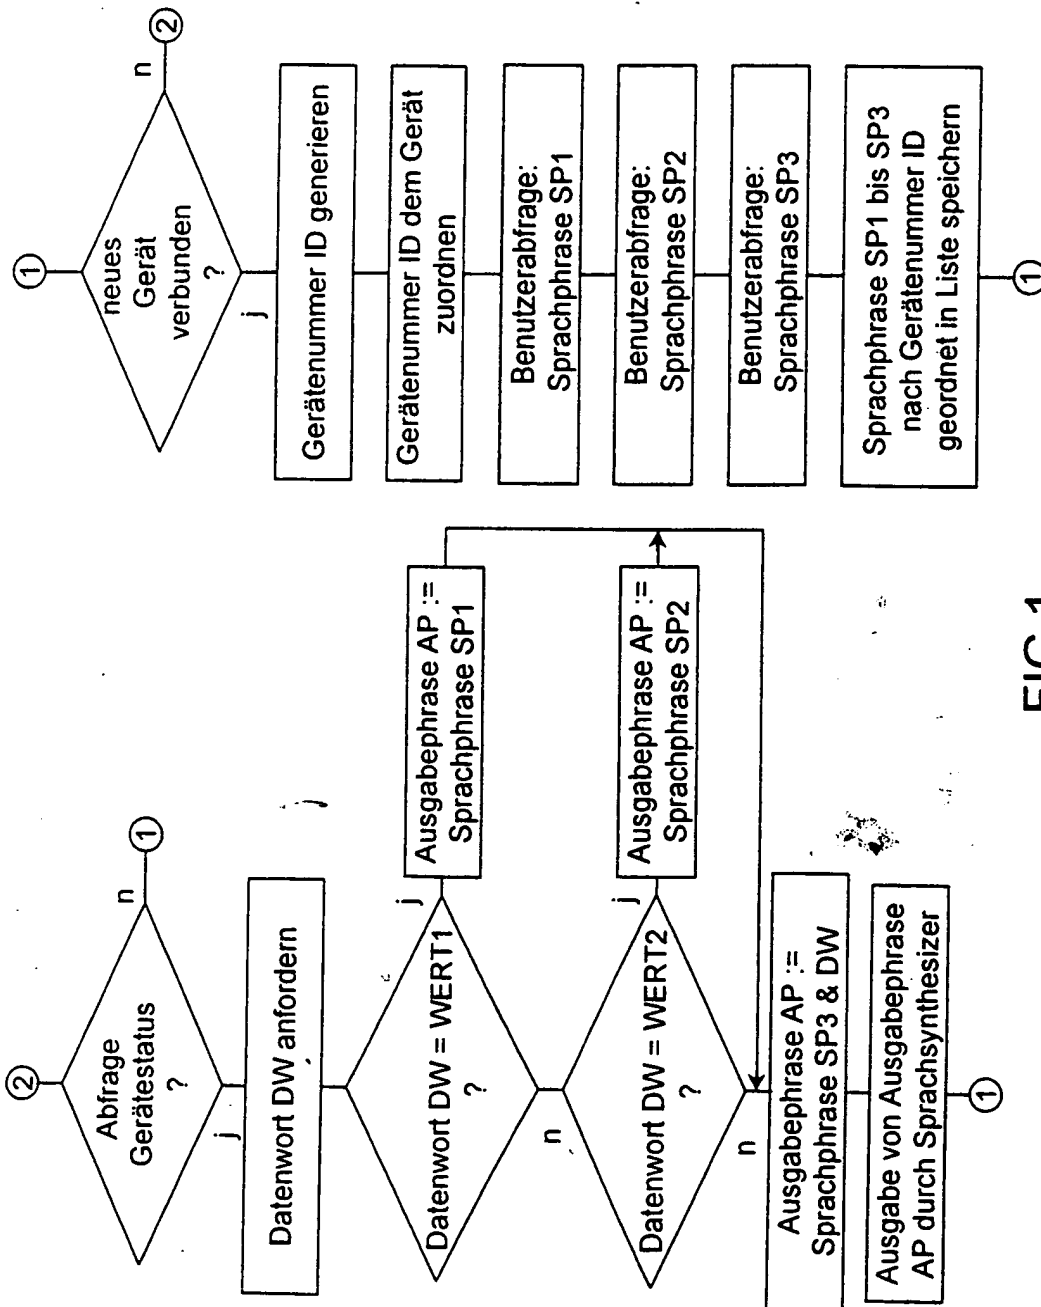 2
Abfrage
Gerätestatus
?
n
1
j
Datenwort DW anfordern
Datenwort DW = WERT1
?
j
Ausgabephrase AP :=
Sprachphrase SP1
n
Datenwort DW = WERT2
?
j
Ausgabephrase AP :=
Sprachphrase SP2
n
Ausgabephrase AP :=
Sprachphrase SP3 & DW
Ausgabe von Ausgabephrase
AP durch Sprachsynthesizer
1
1
neues
Gerät
verbunden
?
n
2
j
Gerätenummer ID generieren
Gerätenummer ID dem Gerät
zuordnen
Benutzerabfrage:
Sprachphrase SP1
Benutzerabfrage:
Sprachphrase SP2
Benutzerabfrage:
Sprachphrase SP3
Sprachphrase SP1 bis SP3
nach Gerätenummer ID
geordnet in Liste speichern
1
FIG 1